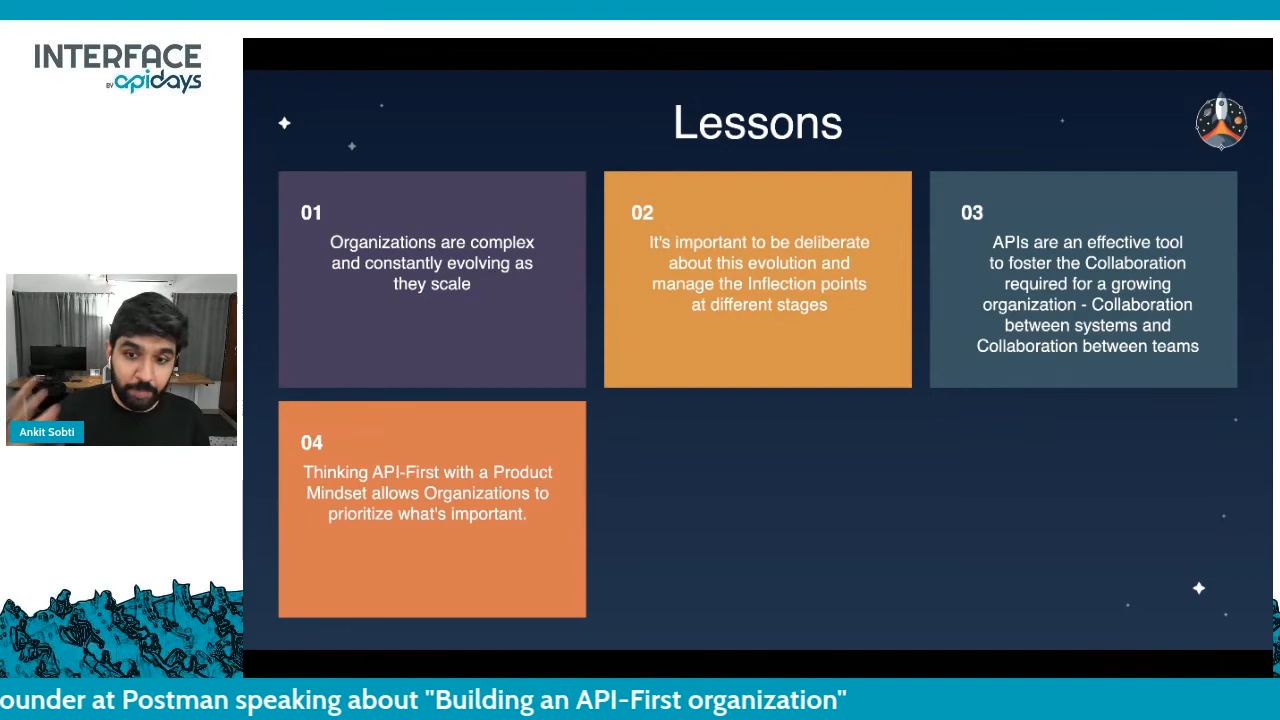 INTERFACE
BY apidays
Lessons
01
Organizations are complex
and constantly evolving as
they scale
02
It's important to be deliberate
about this evolution and
manage the Inflection points
at different stages
03
APIs are an effective tool
to foster the Collaboration
required for a growing
organization - Collaboration
between systems and
Collaboration between teams
04
Thinking API-First with a Product
Mindset allows Organizations to
prioritize what's important.
Ankit Sobti
ounder at Postman speaking about "Building an API-First organization"